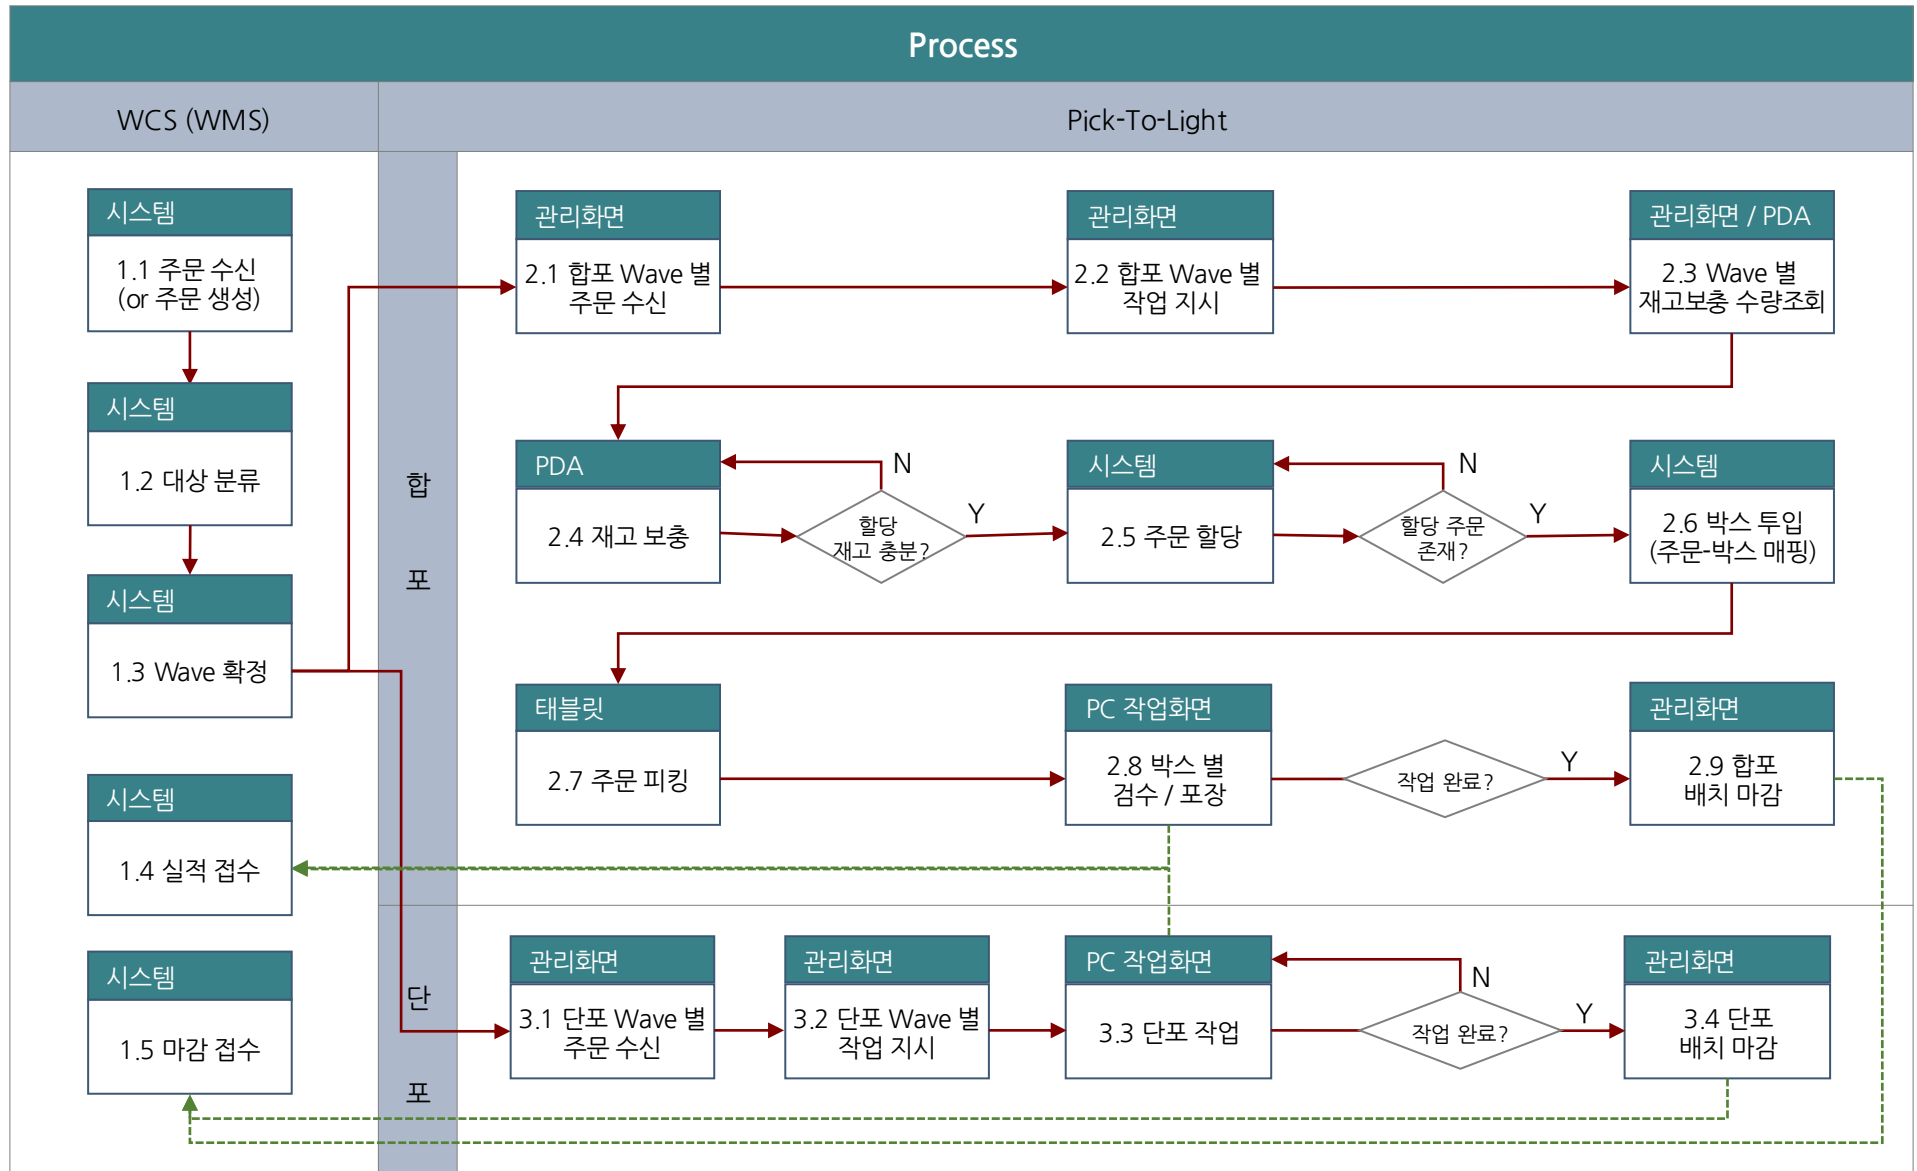 Process
WCS (WMS)
Pick-To-Light
시스템
1.1 주문 수신
(or 주문 생성)
시스템
1.2 대상 분류
시스템
1.3 Wave 확정
시스템
1.4 실적 접수
시스템
1.5 마감 접수
합
포
관리화면
2.1 합포 Wave 별
주문 수신
관리화면
2.2 합포 Wave 별
작업 지시
관리화면 / PDA
2.3 Wave 별
재고보충 수량조회
PDA
2.4 재고 보충
할당
재고 충분?
N
Y
시스템
2.5 주문 할당
할당 주문
존재?
N
Y
시스템
2.6 박스 투입
(주문-박스 매핑)
태블릿
2.7 주문 피킹
PC 작업화면
2.8 박스 별
검수 / 포장
작업 완료?
Y
관리화면
2.9 합포
배치 마감
단
포
관리화면
3.1 단포 Wave 별
주문 수신
관리화면
3.2 단포 Wave 별
작업 지시
PC 작업화면
3.3 단포 작업
작업 완료?
N
Y
관리화면
3.4 단포
배치 마감